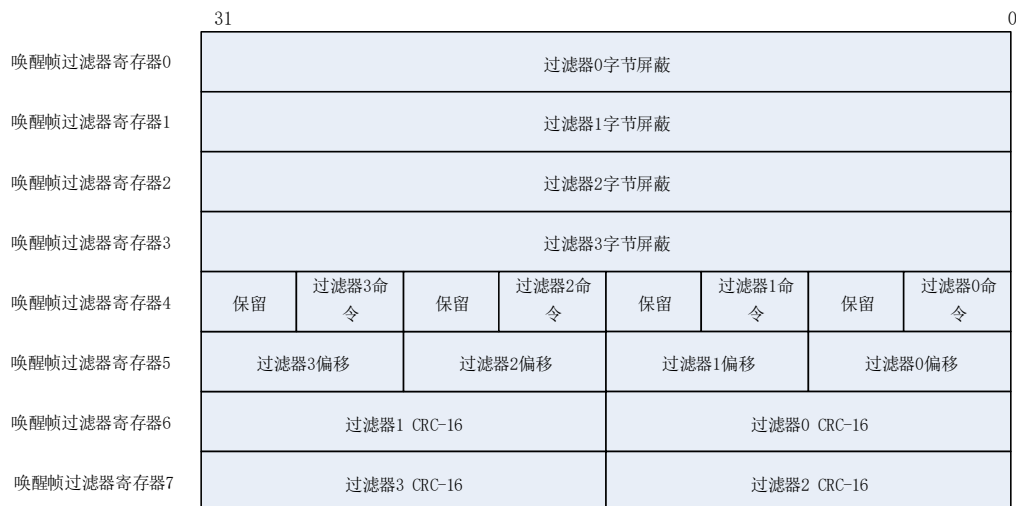 31 0
唤醒帧过滤器寄存器0 过滤器0字节屏蔽
唤醒帧过滤器寄存器1 过滤器1字节屏蔽
唤醒帧过滤器寄存器2 过滤器2字节屏蔽
唤醒帧过滤器寄存器3 过滤器3字节屏蔽
唤醒帧过滤器寄存器4 保留 过滤器3命令 保留 过滤器2命令 保留 过滤器1命令 保留 过滤器0命令
唤醒帧过滤器寄存器5 过滤器3偏移 过滤器2偏移 过滤器1偏移 过滤器0偏移
唤醒帧过滤器寄存器6 过滤器1 CRC-16 过滤器0 CRC-16
唤醒帧过滤器寄存器7 过滤器3 CRC-16 过滤器2 CRC-16